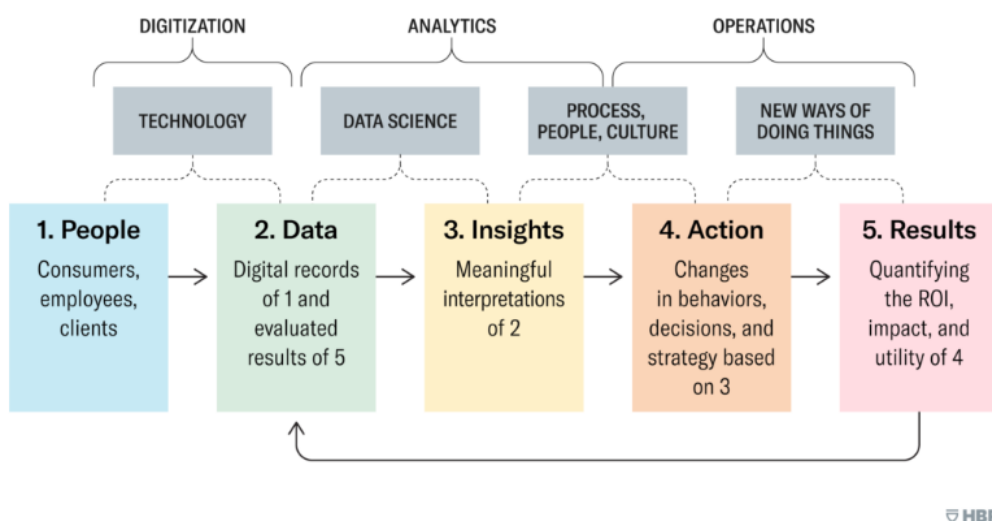 DIGITIZATION
ANALYTICS
OPERATIONS
TECHNOLOGY
DATA SCIENCE
PROCESS,
PEOPLE, CULTURE
NEW WAYS OF
DOING THINGS
1. People
Consumers,
employees,
clients
2. Data
Digital records
of 1 and
evaluated
results of 5
3. Insights
Meaningful
interpretations
of 2
4. Action
Changes
in behaviors,
decisions, and
strategy based
on 3
5. Results
Quantifying
the ROI,
impact, and
utility of 4